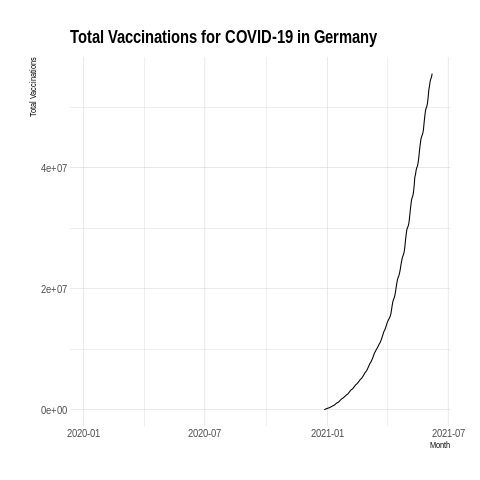 Total Vaccinations for COVID-19 in Germany
Total Vaccinations
4e+07
2e+07
0e+00
2020-01
2020-07
2021-01
2021-07
Month